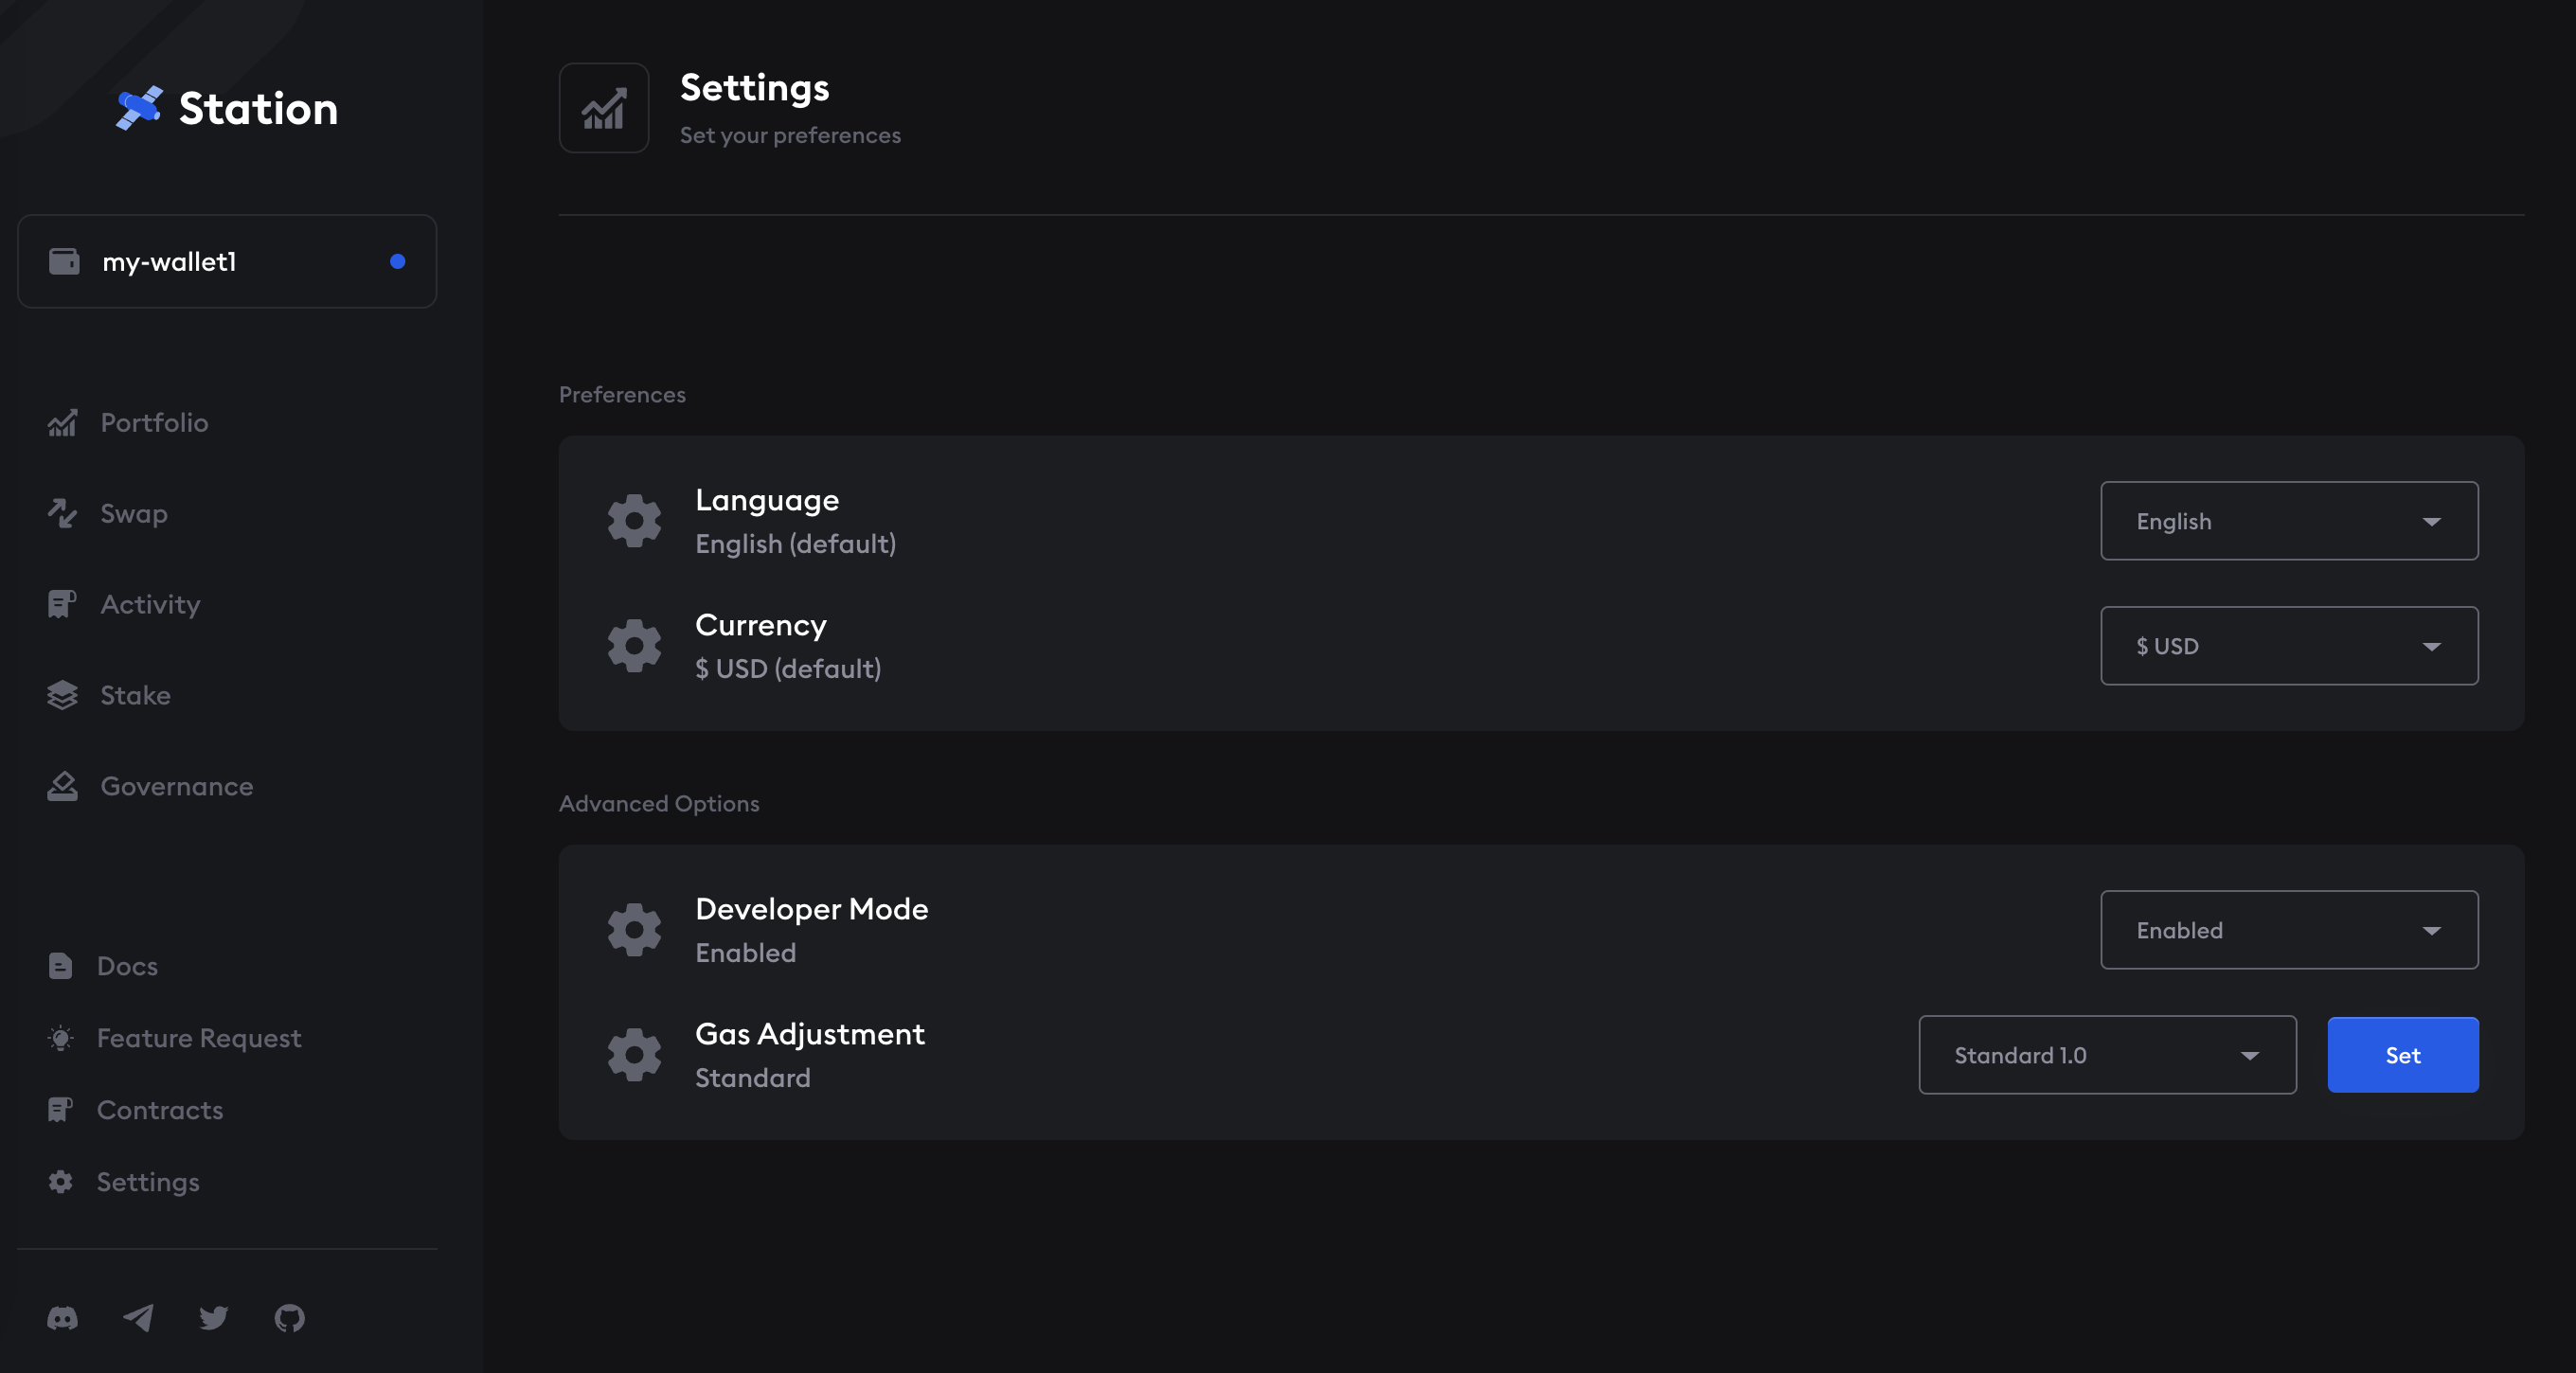 Station
my-wallet1
Portfolio
Swap
Activity
Stake
Governance
Docs
Feature Request
Contracts
Settings
Settings
Set your preferences
Preferences
Language
English (default)
English
Currency
$ USD (default)
$ USD
Advanced Options
Developer Mode
Enabled
Enabled
Gas Adjustment
Standard
Standard 1.0
Set